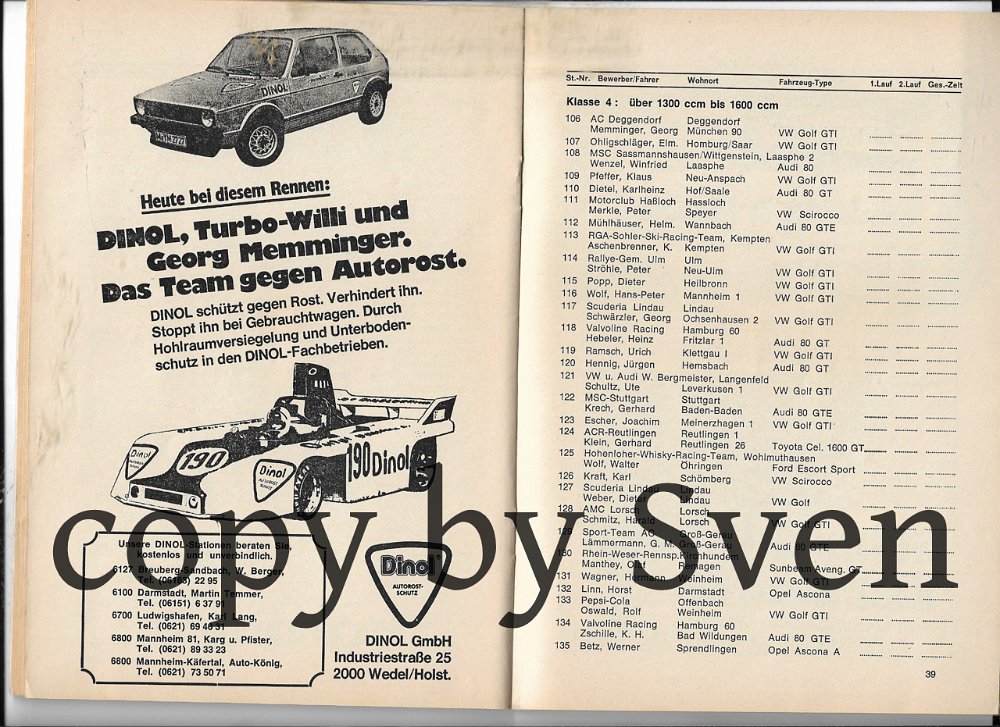 DINOL
Heute bei diesem Rennen:
DINOL, Turbo-Willi und
Georg Memminger.
Das Team gegen Autorost.
DINOL schützt gegen Rost. Verhindert ihn.
Stoppt ihn bei Gebrauchtwagen. Durch
Hohlraumversiegelung und Unterboden-
schutz in den DINOL-Fachbetrieben.
190
Dinol
190 Dinol
Unsere DINOL-Stationen beraten Sie,
kostenlos und unverbindlich.
6127 Breuberg-Sandbach, W. Berger,
Tel. (06163) 22 95
6100 Darmstadt, Martin Temmer,
Tel. (06151) 6 37 91
6700 Ludwigshafen, Karl Lang,
Tel. (0621) 69 46 31
6800 Mannheim 81, Karg u. Pfister,
Tel. (0621) 89 33 23
6800 Mannheim-Käfertal, Auto-König,
Tel. (0621) 73 50 71
Dinol
AUTOROST-
SCHUTZ
DINOL GmbH
Industriestraße 25
2000 Wedel/Holst.
St.-Nr. Bewerber/Fahrer Wohnort Fahrzeug-Type 1.Lauf 2.Lauf Ges.-Zeit
Klasse 4: über 1300 ccm bis 1600 ccm
106 AC Deggendorf Deggendorf
Memminger, Georg München 90 VW Golf GTI
107 Ohligschläger, Elm. Homburg/Saar VW Golf GTI
108 MSC Sassmannshausen/Wittgenstein, Laasphe 2
Wenzel, Winfried Laasphe Audi 80
109 Pfeffer, Klaus Neu-Anspach VW Golf GTI
110 Dietel, Karlheinz Hof/Saale Audi 80 GT
111 Motorclub Haßloch Hassloch
Merkle, Peter Speyer VW Scirocco
112 Mühlhäuser, Helm. Wannbach Audi 80 GTE
113 RGA-Sohler-Ski-Racing-Team, Kempten
Aschenbrenner, K. Kempten VW Golf GTI
114 Rallye-Gem. Ulm Ulm
Ströhle, Peter Neu-Ulm VW Golf GTI
115 Popp, Dieter Heilbronn VW Golf GTI
116 Wolf, Hans-Peter Mannheim 1 VW Golf GTI
117 Scuderia Lindau Lindau
Schwärzler, Georg Ochsenhausen 2 VW Golf GTI
118 Valvoline Racing Hamburg 60
Hebeler, Heinz Fritzlar 1 Audi 80 GT
119 Ramsch, Urich Klettgau I VW Golf GTI
120 Hennig, Jürgen Hemsbach Audi 80 GT
121 VW u. Audi W. Bergmeister, Langenfeld
Schultz, Ute Leverkusen 1 VW Golf GTI
122 MSC-Stuttgart Stuttgart
Krech, Gerhard Baden-Baden Audi 80 GTE
123 Escher, Joachim Meinerzhagen 1 VW Golf GTI
124 ACR-Reutlingen Reutlingen 1
Klein, Gerhard Reutlingen 26 Toyota Cel. 1600 GT
125 Hohenloher-Whisky-Racing-Team, Wohlmuthausen
Wolf, Walter Öhringen Ford Escort Sport
126 Kraft, Karl Schömberg VW Scirocco
127 Scuderia Lindau Lindau
Weber, Dieter Lindau VW Golf
128 AMC Lorsch Lorsch
Schmitz, Harald Lorsch VW Golf GTI
129 Sport-Team AC Groß-Gerau
Lämmermann, G. M. Groß-Gerau Audi 80 GTE
130 Rhein-Weser-Rennsp. Kirchhunden
Manthey, Olaf Remagen Sunbeam Aveng. GT
131 Wagner, Hermann Weinheim VW Golf GTI
132 Linn, Horst Darmstadt Opel Ascona
133 Pepsi-Cola Offenbach
Oswald, Rolf Weinheim VW Golf GTI
134 Valvoline Racing Hamburg 60
Zschille, K. H. Bad Wildungen Audi 80 GTE
135 Betz, Werner Sprendlingen Opel Ascona A
39
copy by Sven